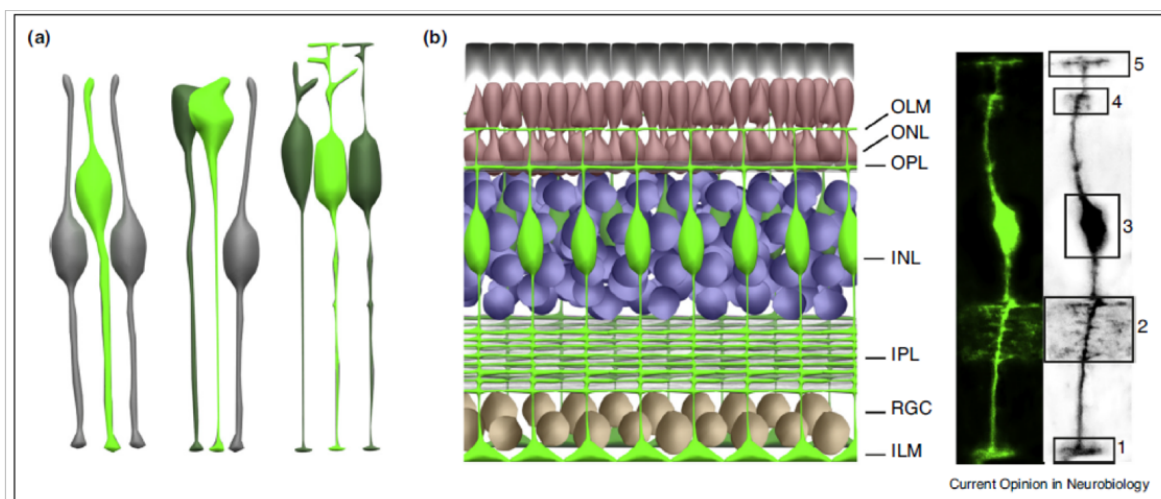 (a)
(b)
OLM
ONL
OPL
INL
IPL
RGC
ILM
5
4
3
2
1
Current Opinion in Neurobiology